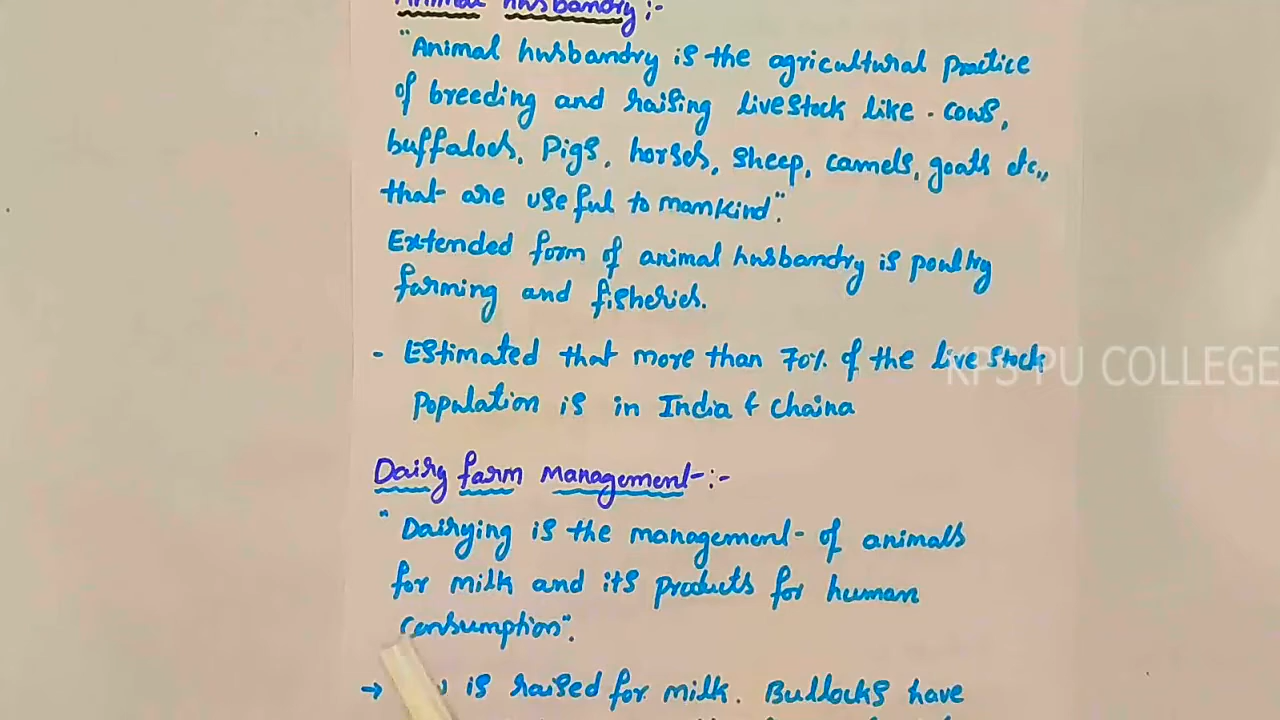 Animal husbandry :-
"Animal husbandry is the agricultural practice
of breeding and raising livestock like - cows,
buffaloes, Pigs, horses, sheep, camels, goats etc.,
that are useful to mankind".
Extended form of animal husbandry is poultry
farming and fisheries.
- Estimated that more than 70% of the live stock
KPS PU COLLEGE
Population is in India & Chaina
Dairy farm management :-
"Dairying is the management of animals
for milk and its products for human
Consumption".
→ is raised for milk. Bullocks have